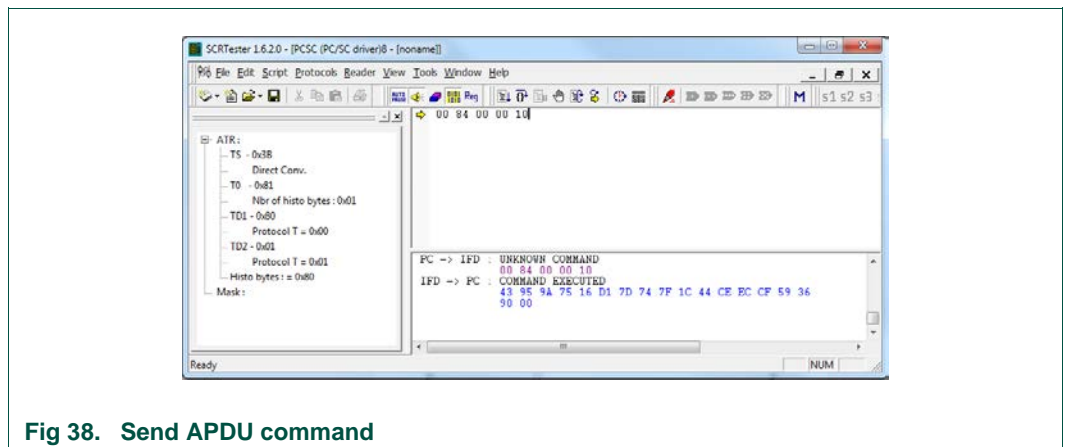 SCRTester 1.6.2.0 - [PCSC (PC/SC driver)8 - [noname]]
File Edit Script Protocols Reader View Tools Window Help
M s1 s2 s3
00 84 00 00 10
ATR:
TS - 0x3B
Direct Conv.
T0 - 0x81
Nbr of histo bytes : 0x01
TD1 - 0x80
Protocol T = 0x00
TD2 - 0x01
Protocol T = 0x01
Histo bytes : = 0x80
Mask :
PC -> IFD : UNKNOWN COMMAND
00 84 00 00 10
IFD -> PC : COMMAND EXECUTED
43 95 9A 75 16 D1 7D 74 7F 1C 44 CE EC CF 59 36
90 00
Ready
NUM
Fig 38. Send APDU command